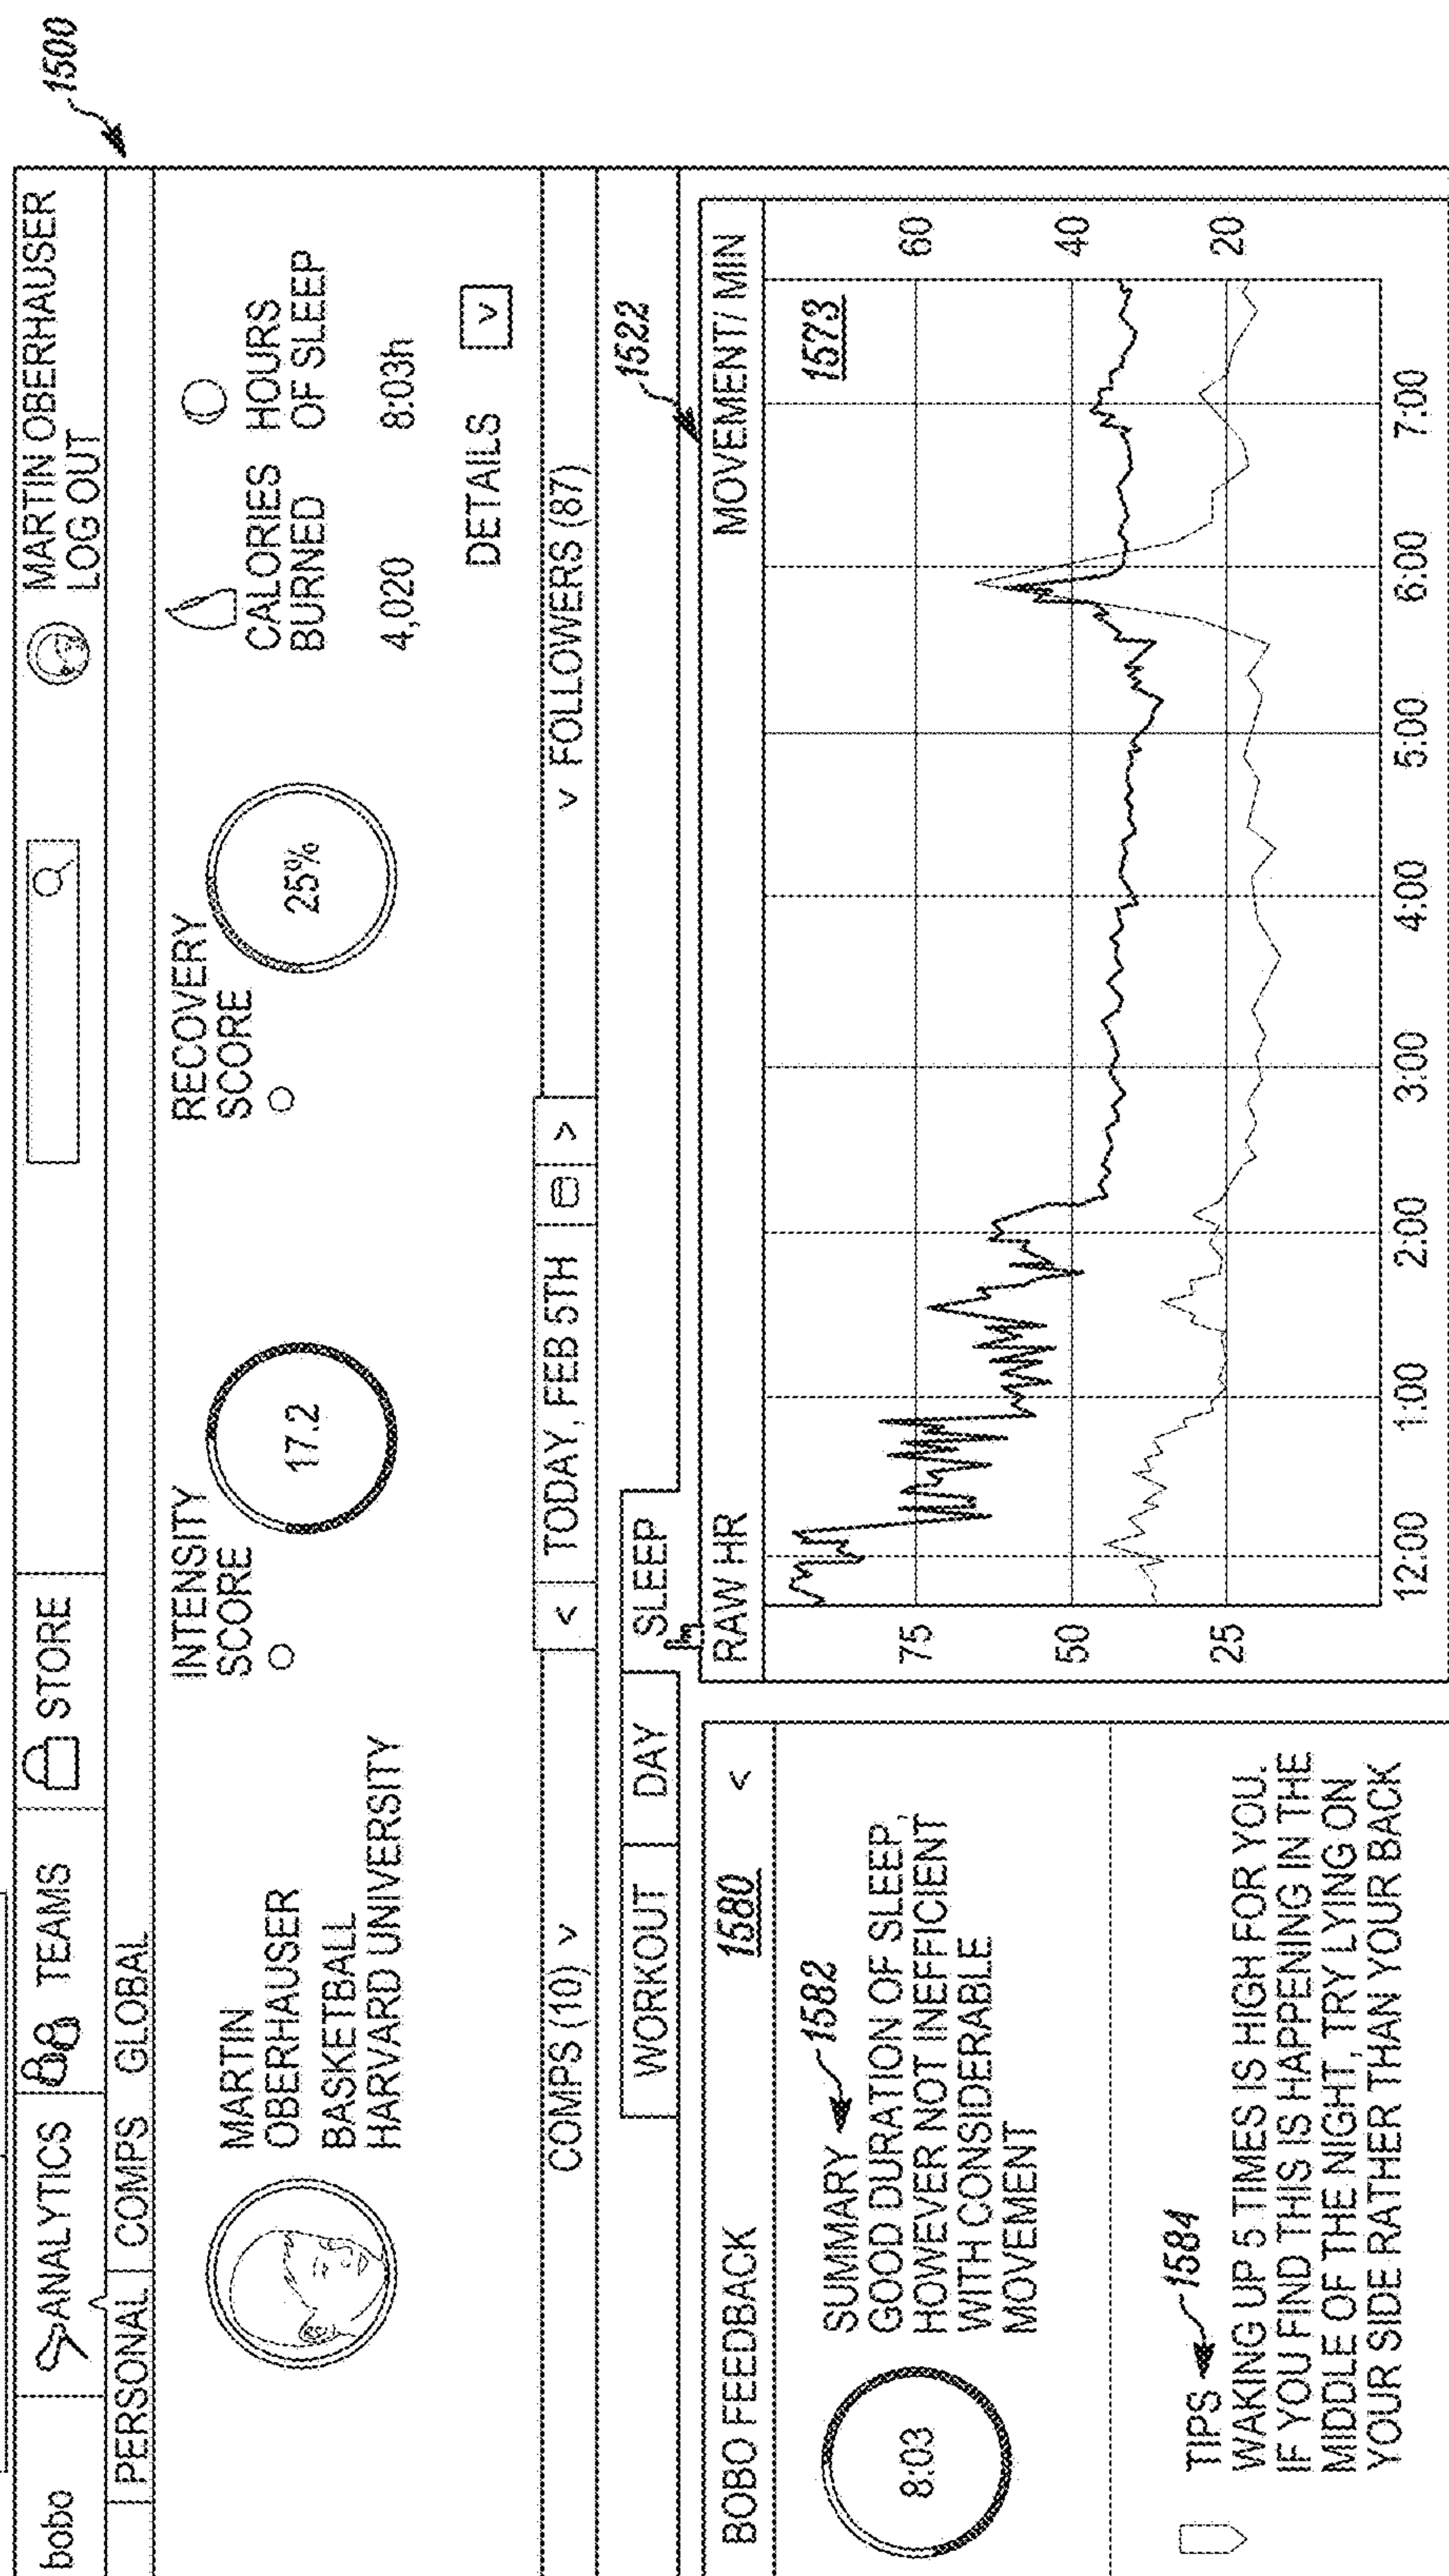 1500
bobo
ANALYTICS
TEAMS
STORE
MARTIN OBERHAUSER
LOG OUT
PERSONAL
COMPS
GLOBAL
MARTIN
OBERHAUSER
BASKETBALL
HARVARD UNIVERSITY
INTENSITY
SCORE
17.2
RECOVERY
SCORE
25%
CALORIES
BURNED
4,020
HOURS
OF SLEEP
8:03h
DETAILS
v
COMPS (10) v
<
TODAY, FEB 5TH
>
v FOLLOWERS (87)
WORKOUT
DAY
SLEEP
1522
BOBO FEEDBACK
1580
<
8:03
SUMMARY
1582
GOOD DURATION OF SLEEP,
HOWEVER NOT INEFFICIENT
WITH CONSIDERABLE
MOVEMENT
TIPS
1584
WAKING UP 5 TIMES IS HIGH FOR YOU.
IF YOU FIND THIS IS HAPPENING IN THE
MIDDLE OF THE NIGHT, TRY LYING ON
YOUR SIDE RATHER THAN YOUR BACK
RAW HR
MOVEMENT/ MIN
1573
75
60
50
40
25
20
12:00
1:00
2:00
3:00
4:00
5:00
6:00
7:00